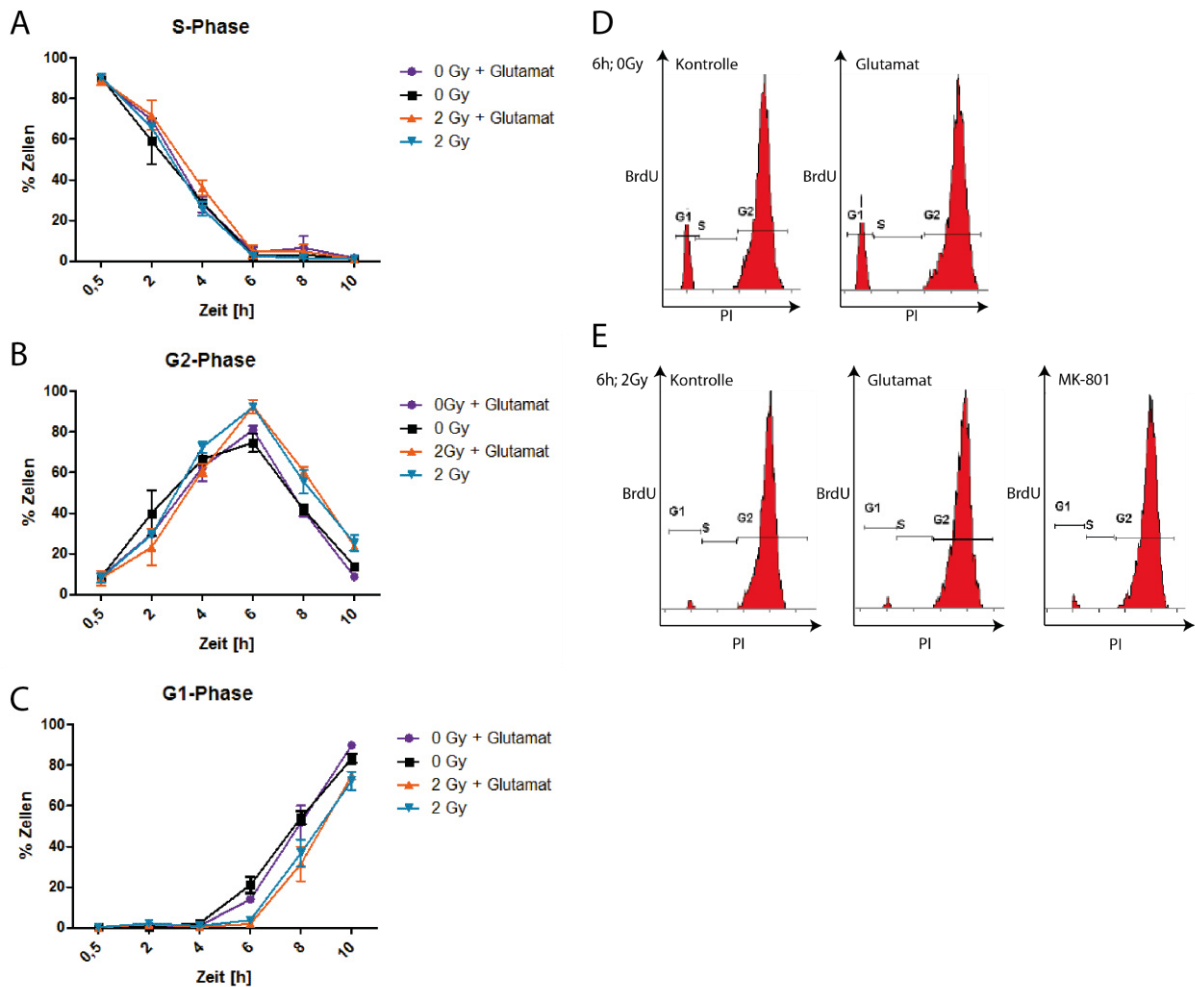 A
S-Phase
100
80
60
40
20
0
% Zellen
0,5
2
4
6
8
10
Zeit [h]
0 Gy + Glutamat
0 Gy
2 Gy + Glutamat
2 Gy
B
G2-Phase
100
80
60
40
20
0
% Zellen
0,5
2
4
6
8
10
Zeit [h]
0Gy + Glutamat
0 Gy
2Gy + Glutamat
2 Gy
C
G1-Phase
100
80
60
40
20
0
% Zellen
0,5
2
4
6
8
10
Zeit [h]
0 Gy + Glutamat
0 Gy
2 Gy + Glutamat
2 Gy
D
6h; 0Gy
Kontrolle
BrdU
G1
S
G2
PI
Glutamat
BrdU
G1
S
G2
PI
E
6h; 2Gy
Kontrolle
BrdU
G1
S
G2
PI
Glutamat
BrdU
G1
S
G2
PI
MK-801
BrdU
G1
S
G2
PI